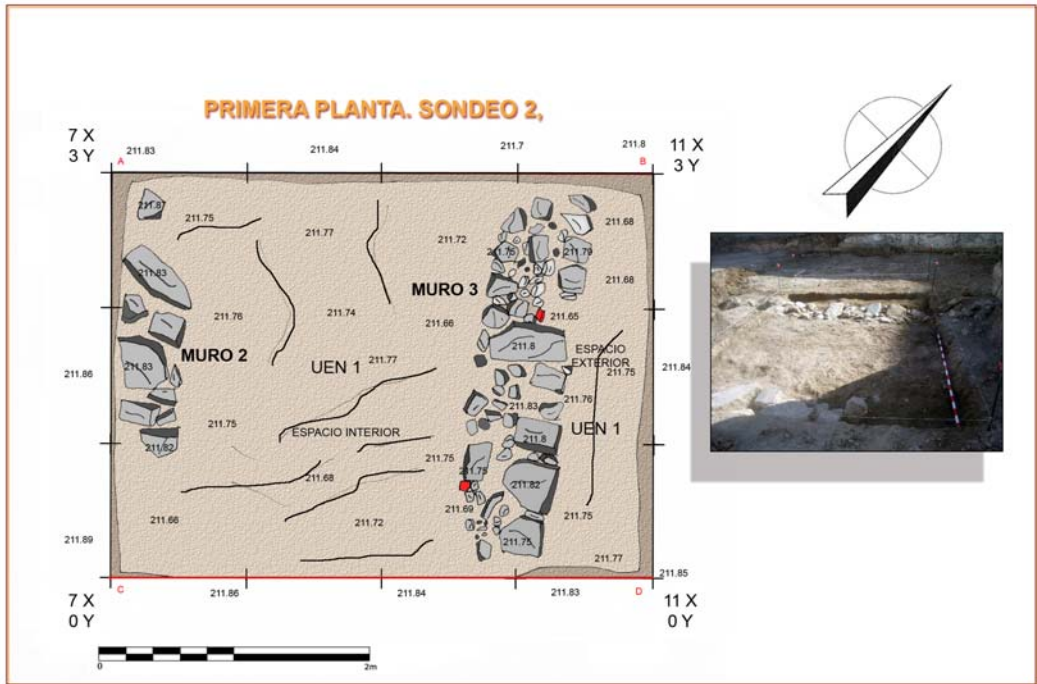 PRIMERA PLANTA. SONDEO 2,
7 X
3 Y
211.83
211.84
211.7
211.8
11 X
3 Y
A
B
211.87
211.75
211.77
211.72
211.75
211.79
211.68
211.83
211.68
MURO 3
211.76
211.74
211.66
211.65
MURO 2
211.8
ESPACIO
EXTERIOR
211.86
211.83
UEN 1
211.77
211.75
211.84
211.83
211.76
211.75
ESPACIO INTERIOR
211.8
UEN 1
211.82
211.75
211.75
211.68
211.82
211.66
211.72
211.69
211.75
211.89
211.75
211.77
211.85
C
D
7 X
0 Y
211.86
211.84
211.83
11 X
0 Y
0
2m